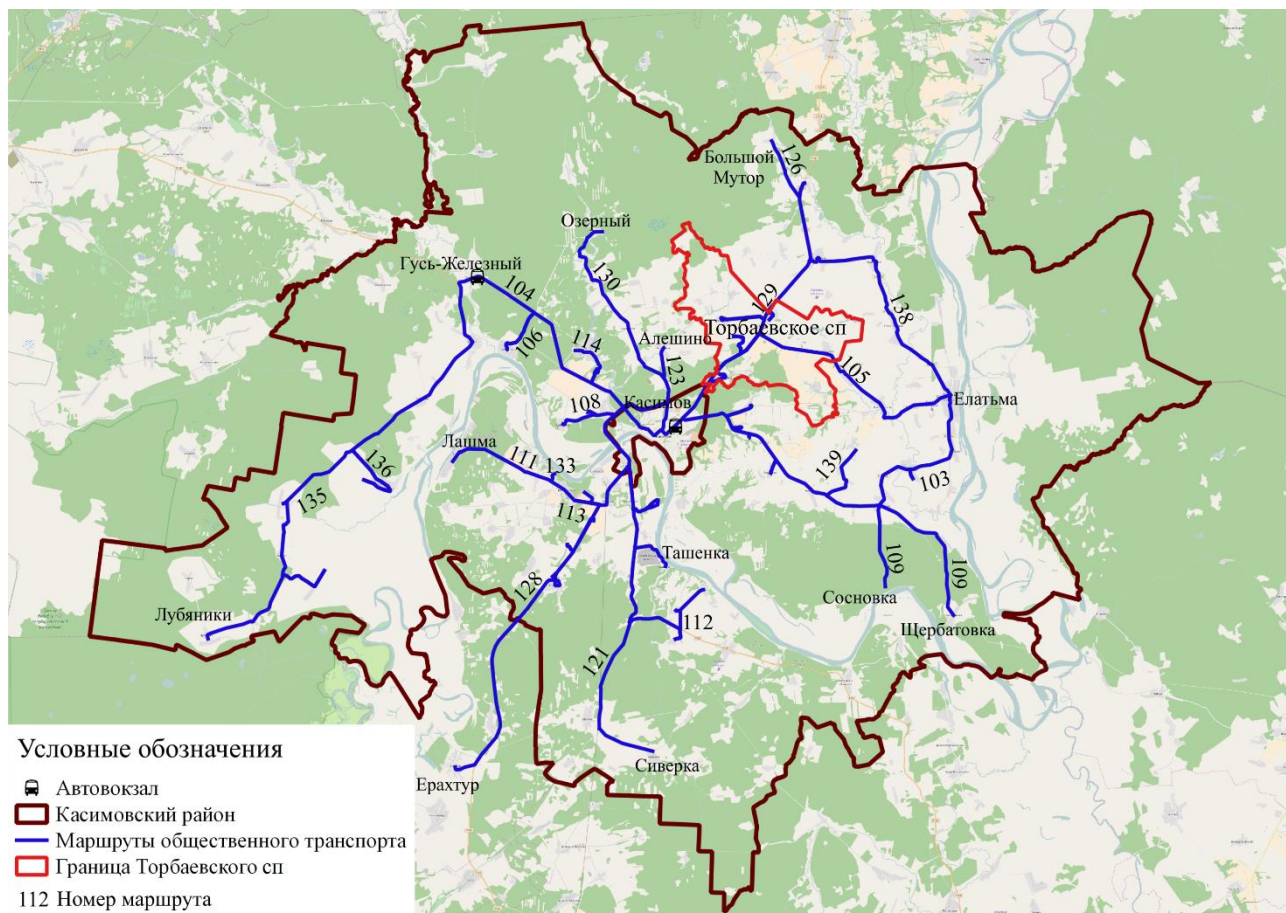 Большой
Мутор
126
Озерный
Гусь-Железный
130
104
129
138
Торбаевское сп
106
114
Алешино
123
105
Касимов
Елатьма
108
Лашма
111
133
139
136
103
135
113
Ташенка
109
109
128
Сосновка
Лубяники
112
Щербатовка
121
Сиверка
Ерахтур
Условные обозначения
Автовокзал
Касимовский район
Маршруты общественного транспорта
Граница Торбаевского сп
112 Номер маршрута